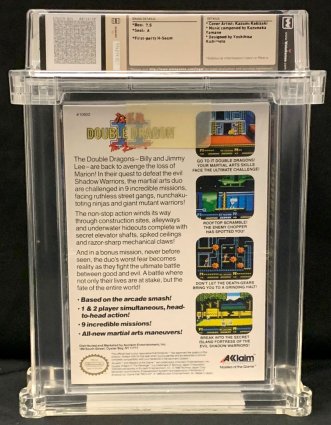 Box: 7.5
Seal: A
*First-party H-Seam
* Cover Artist: Kazumi Kakizaki
* Music composed by Kazunaka
Yamane
* Designed by Yoshihisa
Kishimoto
DOUBLE DRAGON
The Double Dragons–Billy and Jimmy
Lee–are back to avenge the loss of
Marion! In their quest to defeat the evil
Shadow Warriors, the martial arts duo
are challenged in 9 incredible missions,
facing ruthless street gangs, nunchaku-
toting ninjas and giant mutant warriors!
The non-stop action winds its way
through construction sites, alleyways
and underwater hideouts complete with
secret elevator shafts, spiked ceilings
and razor-sharp mechanical claws!
And in a bonus mission, never before
seen, the duo's worst fear becomes
reality as they fight the ultimate battle
between good and evil. A battle where
not only their lives are at stake, but the
fate of the entire world!
• Based on the arcade smash!
• 1 & 2 player simultaneous, head-
to-head action!
• 9 incredible missions!
• All-new martial arts maneuvers!
GO TO IT DOUBLE DRAGONS!
YOUR MARTIAL ARTS SKILLS
FACE THE ULTIMATE CHALLENGE!
ROOFTOP SCRAMBLE!
THE ENEMY CHOPPER
HAS SPOTTED YOU!
DON'T LET THE DEATH-GEARS
BRING YOU TO A GRINDING HALT!
BREAK INTO THE SECRET
ISLAND FORTRESS OF THE
EVIL SHADOW WARRIORS!
AKklaim
Masters of the Game